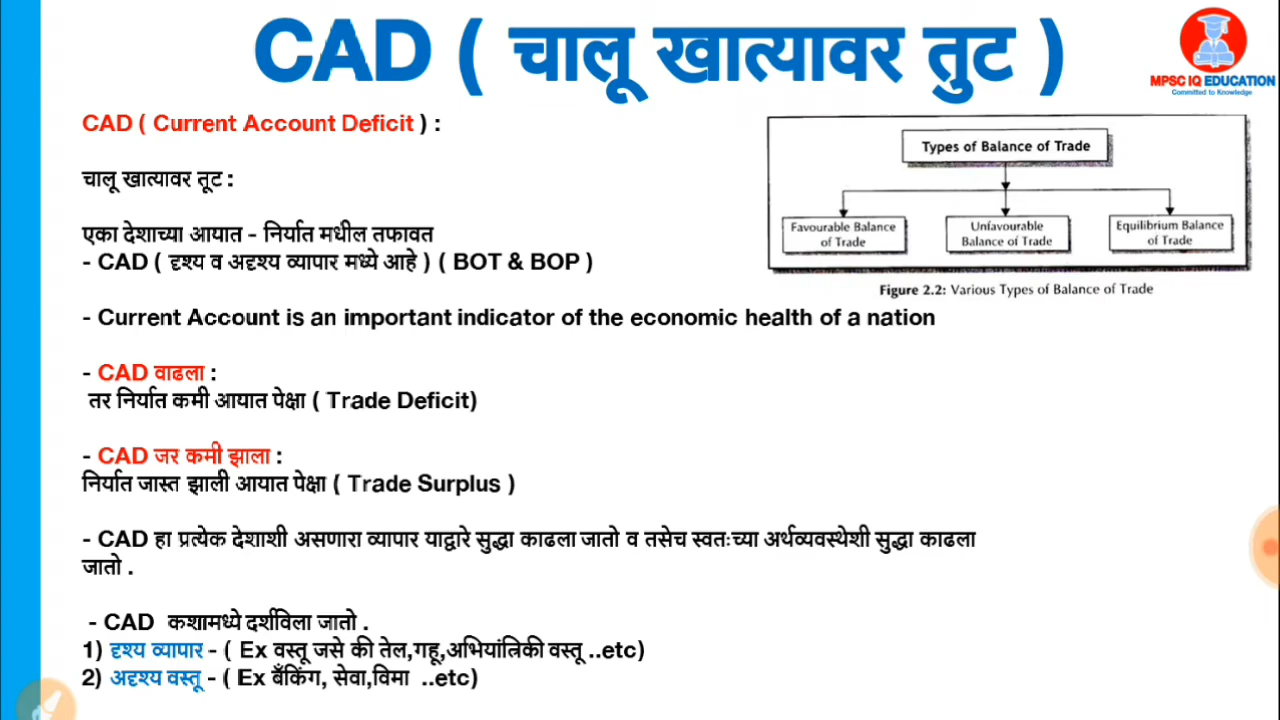 CAD ( चालू खात्यावर तुट )
MPSC IQ EDUCATION
Committed to Knowledge
CAD ( Current Account Deficit ) :
चालू खात्यावर तूट :
एका देशाच्या आयात - निर्यात मधील तफावत
- CAD ( दृश्य व अदृश्य व्यापार मध्ये आहे ) ( BOT & BOP )
Types of Balance of Trade
Favourable Balance
of Trade
Unfavourable
Balance of Trade
Equilibrium Balance
of Trade
Figure 2.2: Various Types of Balance of Trade
- Current Account is an important indicator of the economic health of a nation
- CAD वाढला :
तर निर्यात कमी आयात पेक्षा ( Trade Deficit)
- CAD जर कमी झाला :
निर्यात जास्त झाली आयात पेक्षा ( Trade Surplus )
- CAD हा प्रत्येक देशाशी असणारा व्यापार याद्वारे सुद्धा काढला जातो व तसेच स्वतःच्या अर्थव्यवस्थेशी सुद्धा काढला
जातो .
- CAD कशामध्ये दर्शविला जातो .
1) दृश्य व्यापार - ( Ex वस्तू जसे की तेल,गहू,अभियांत्रिकी वस्तू ..etc)
2) अदृश्य वस्तू - ( Ex बँकिंग, सेवा,विमा ..etc)